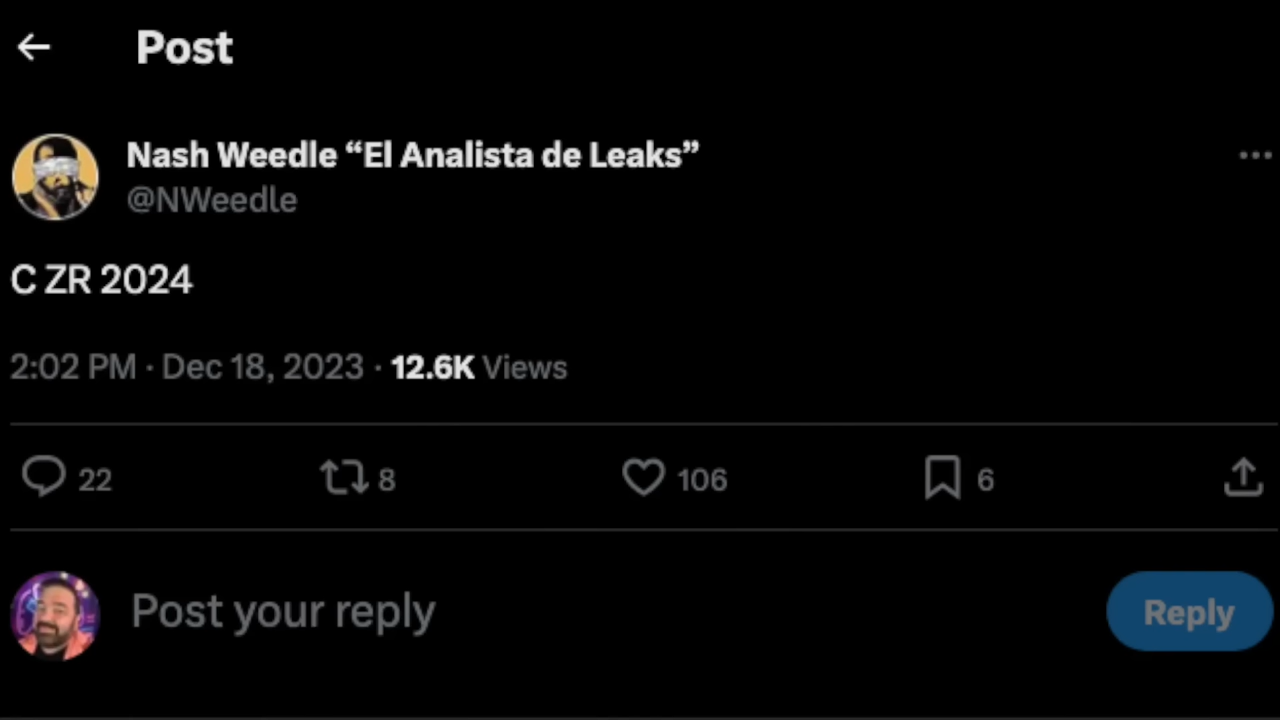 Post
Nash Weedle “El Analista de Leaks”
@NWeedle
C ZR 2024
2:02 PM · Dec 18, 2023 · 12.6K Views
22 8 106 6
Post your reply Reply